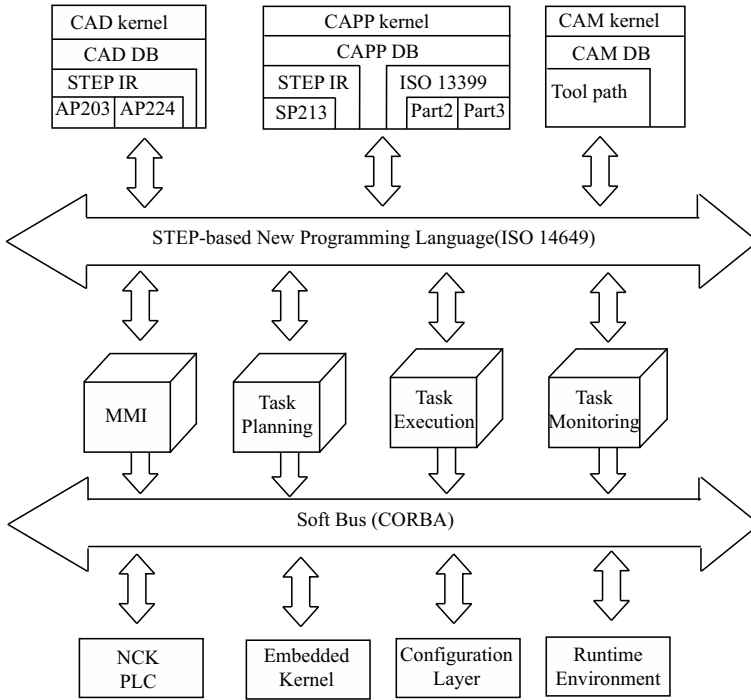 CAD kernel
CAD DB
STEP IR
AP203 AP224
CAPP kernel
CAPP DB
STEP IR ISO 13399
SP213 Part2 Part3
CAM kernel
CAM DB
Tool path
STEP-based New Programming Language(ISO 14649)
MMI
Task
Planning
Task
Execution
Task
Monitoring
Soft Bus (CORBA)
NCK
PLC
Embedded
Kernel
Configuration
Layer
Runtime
Environment